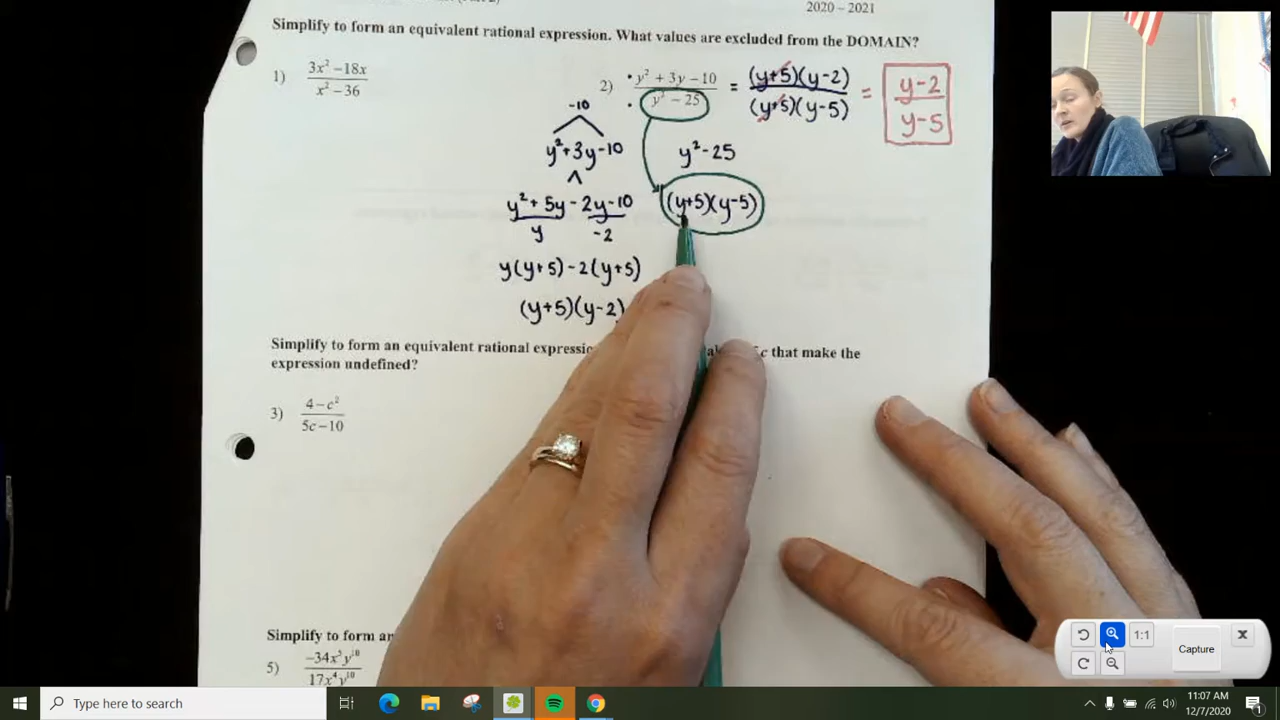 2020 – 2021
Simplify to form an equivalent rational expression. What values are excluded from the DOMAIN?
1) 3x² – 18x
x² – 36
2) y² + 3y – 10 = (y+5)(y-2) = y-2
y² – 25 (y+5)(y-5) y-5
-10
y²+3y-10 y²-25
y²+5y-2y-10 (y+5)(y-5)
y -2
y(y+5)-2(y+5)
(y+5)(y-2)
Simplify to form an equivalent rational c that make the
expression undefined?
3) 4 – c²
5c – 10
Simplify to form
5) –34x⁵y¹⁰
17x⁴y¹⁰
1:1
Capture
Type here to search
11:07 AM
12/7/2020